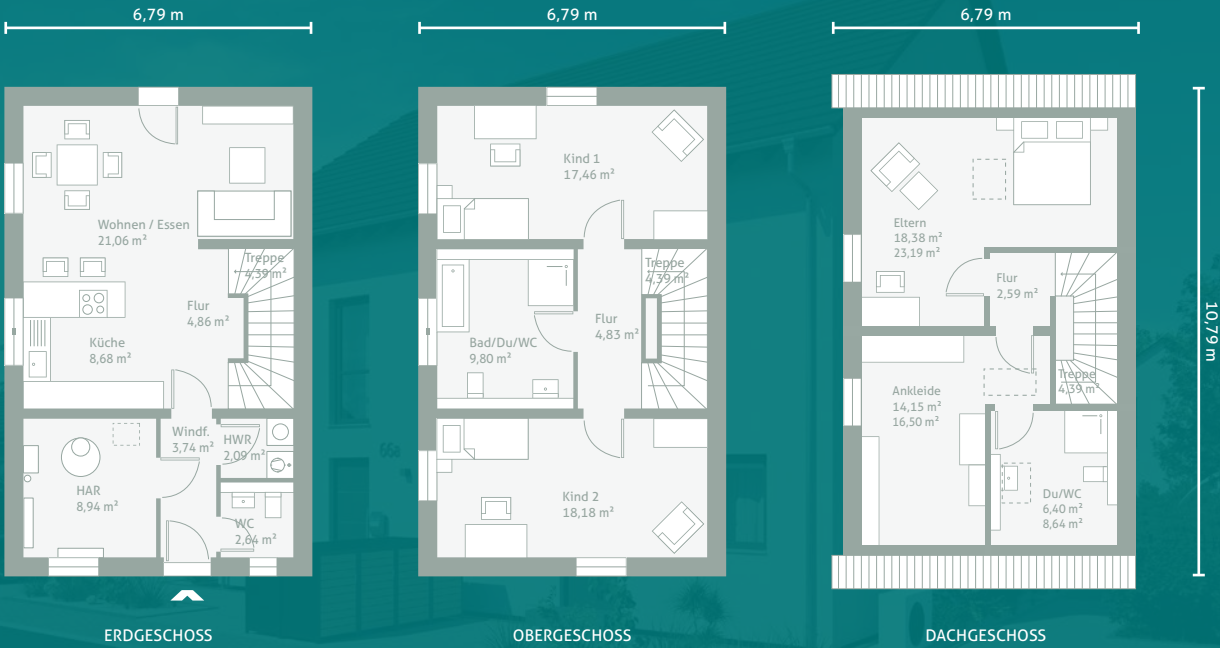 6,79 m
6,79 m
6,79 m
10,79 m
Wohnen / Essen
21,06 m²
Treppe
4,39 m²
Flur
4,86 m²
Küche
8,68 m²
Windf.
3,74 m²
HWR
2,09 m²
HAR
8,94 m²
WC
2,64 m²
ERDGESCHOSS
Kind 1
17,46 m²
Treppe
4,39 m²
Flur
4,83 m²
Bad/Du/WC
9,80 m²
Kind 2
18,18 m²
OBERGESCHOSS
Eltern
18,38 m²
23,19 m²
Flur
2,59 m²
Treppe
4,39 m²
Ankleide
14,15 m²
16,50 m²
Du/WC
6,40 m²
8,64 m²
DACHGESCHOSS
66a